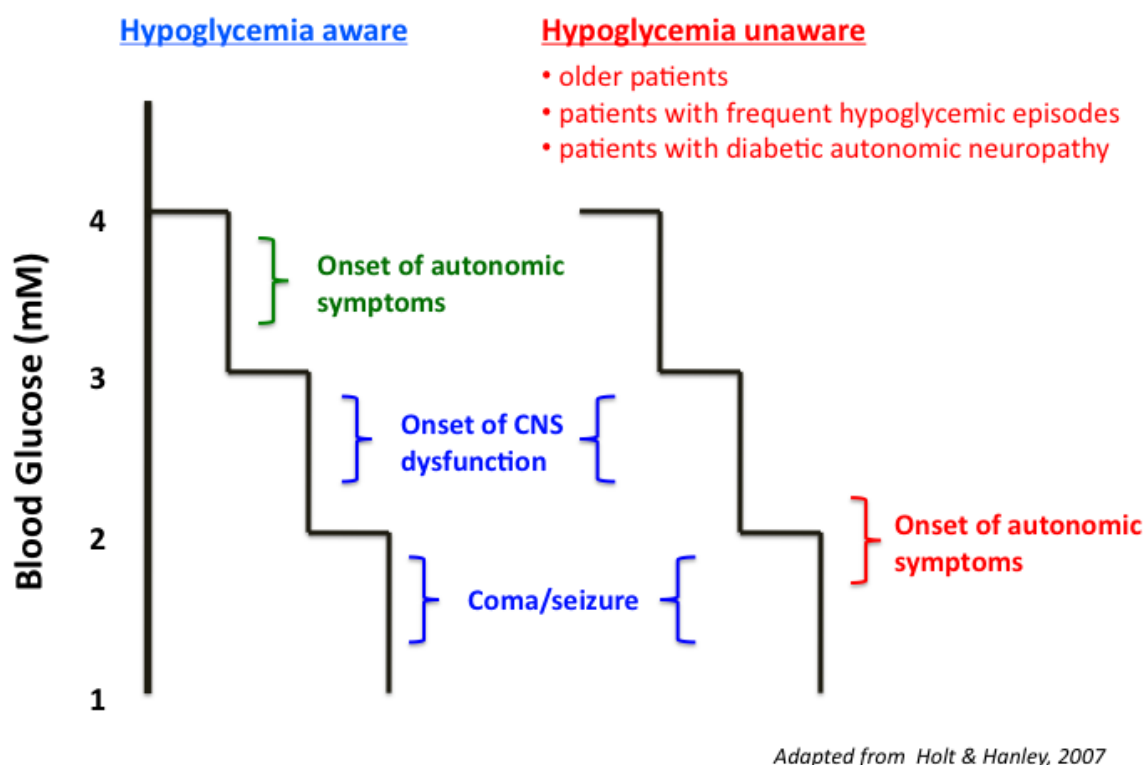 Hypoglycemia aware
Hypoglycemia unaware
• older patients
• patients with frequent hypoglycemic episodes
• patients with diabetic autonomic neuropathy
Blood Glucose (mM)
4
3
2
1
Onset of autonomic
symptoms
Onset of CNS
dysfunction
Coma/seizure
Onset of autonomic
symptoms
Adapted from Holt & Hanley, 2007